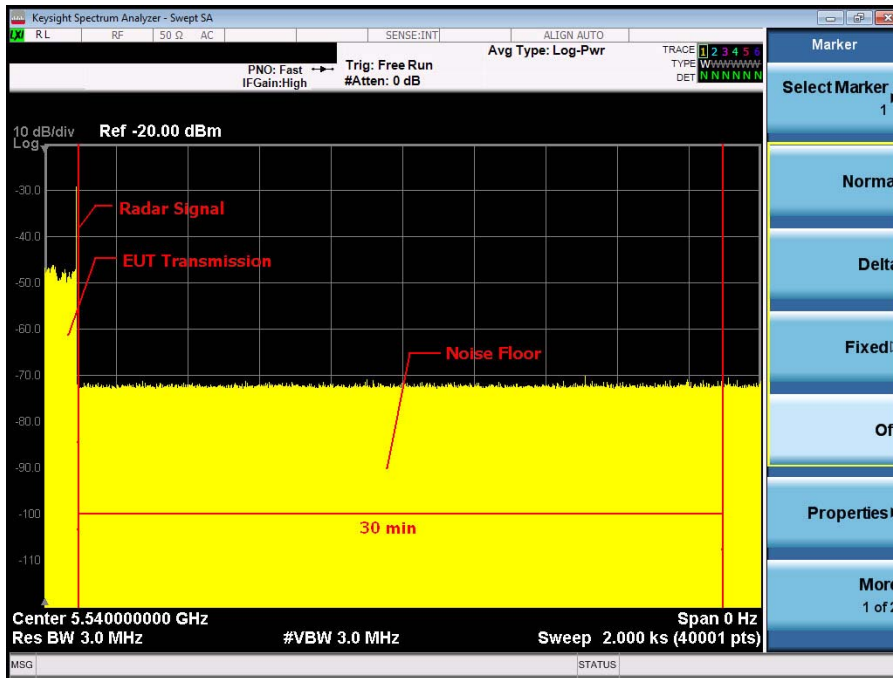 Keysight Spectrum Analyzer - Swept SA
LXI RL RF 50 Ω AC SENSE:INT ALIGN AUTO
Marker
Avg Type: Log-Pwr
TRACE 1 2 3 4 5 6
PNO: Fast
Trig: Free Run
TYPE WWWWWWW
IFGain:High
#Atten: 0 dB
DET N N N N N N
Select Marker
1
10 dB/div Ref -20.00 dBm
Log
-30.0
Norma
Radar Signal
-40.0
EUT Transmission
Delta
-50.0
-60.0
Fixed
Noise Floor
-70.0
-80.0
Of
-90.0
-100
Properties
30 min
-110
More
1 of 2
Center 5.540000000 GHz Span 0 Hz
Res BW 3.0 MHz #VBW 3.0 MHz Sweep 2.000 ks (40001 pts)
MSG STATUS